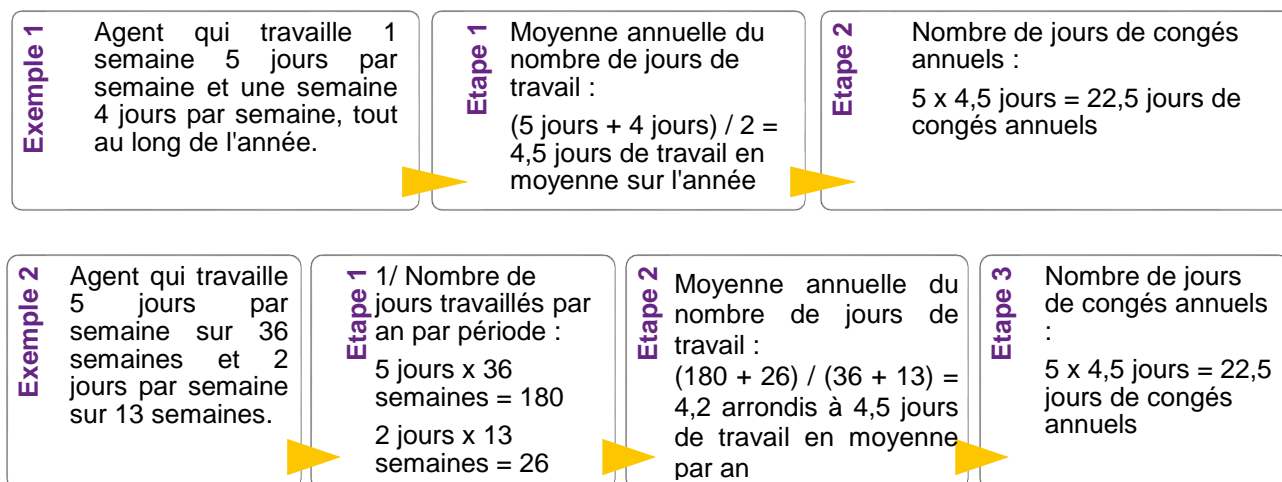 Exemple 1
Agent qui travaille 1
semaine 5 jours par
semaine et une semaine
4 jours par semaine, tout
au long de l'année.
Etape 1
Moyenne annuelle du
nombre de jours de
travail :
(5 jours + 4 jours) / 2 =
4,5 jours de travail en
moyenne sur l'année
Etape 2
Nombre de jours de congés
annuels :
5 x 4,5 jours = 22,5 jours de
congés annuels
Exemple 2
Agent qui travaille
5 jours par
semaine sur 36
semaines et 2
jours par semaine
sur 13 semaines.
Etape 1
1/ Nombre de
jours travaillés par
an par période :
5 jours x 36
semaines = 180
2 jours x 13
semaines = 26
Etape 2
Moyenne annuelle du
nombre de jours de
travail :
(180 + 26) / (36 + 13) =
4,2 arrondis à 4,5 jours
de travail en moyenne
par an
Etape 3
Nombre de jours
de congés annuels
:
5 x 4,5 jours = 22,5
jours de congés
annuels